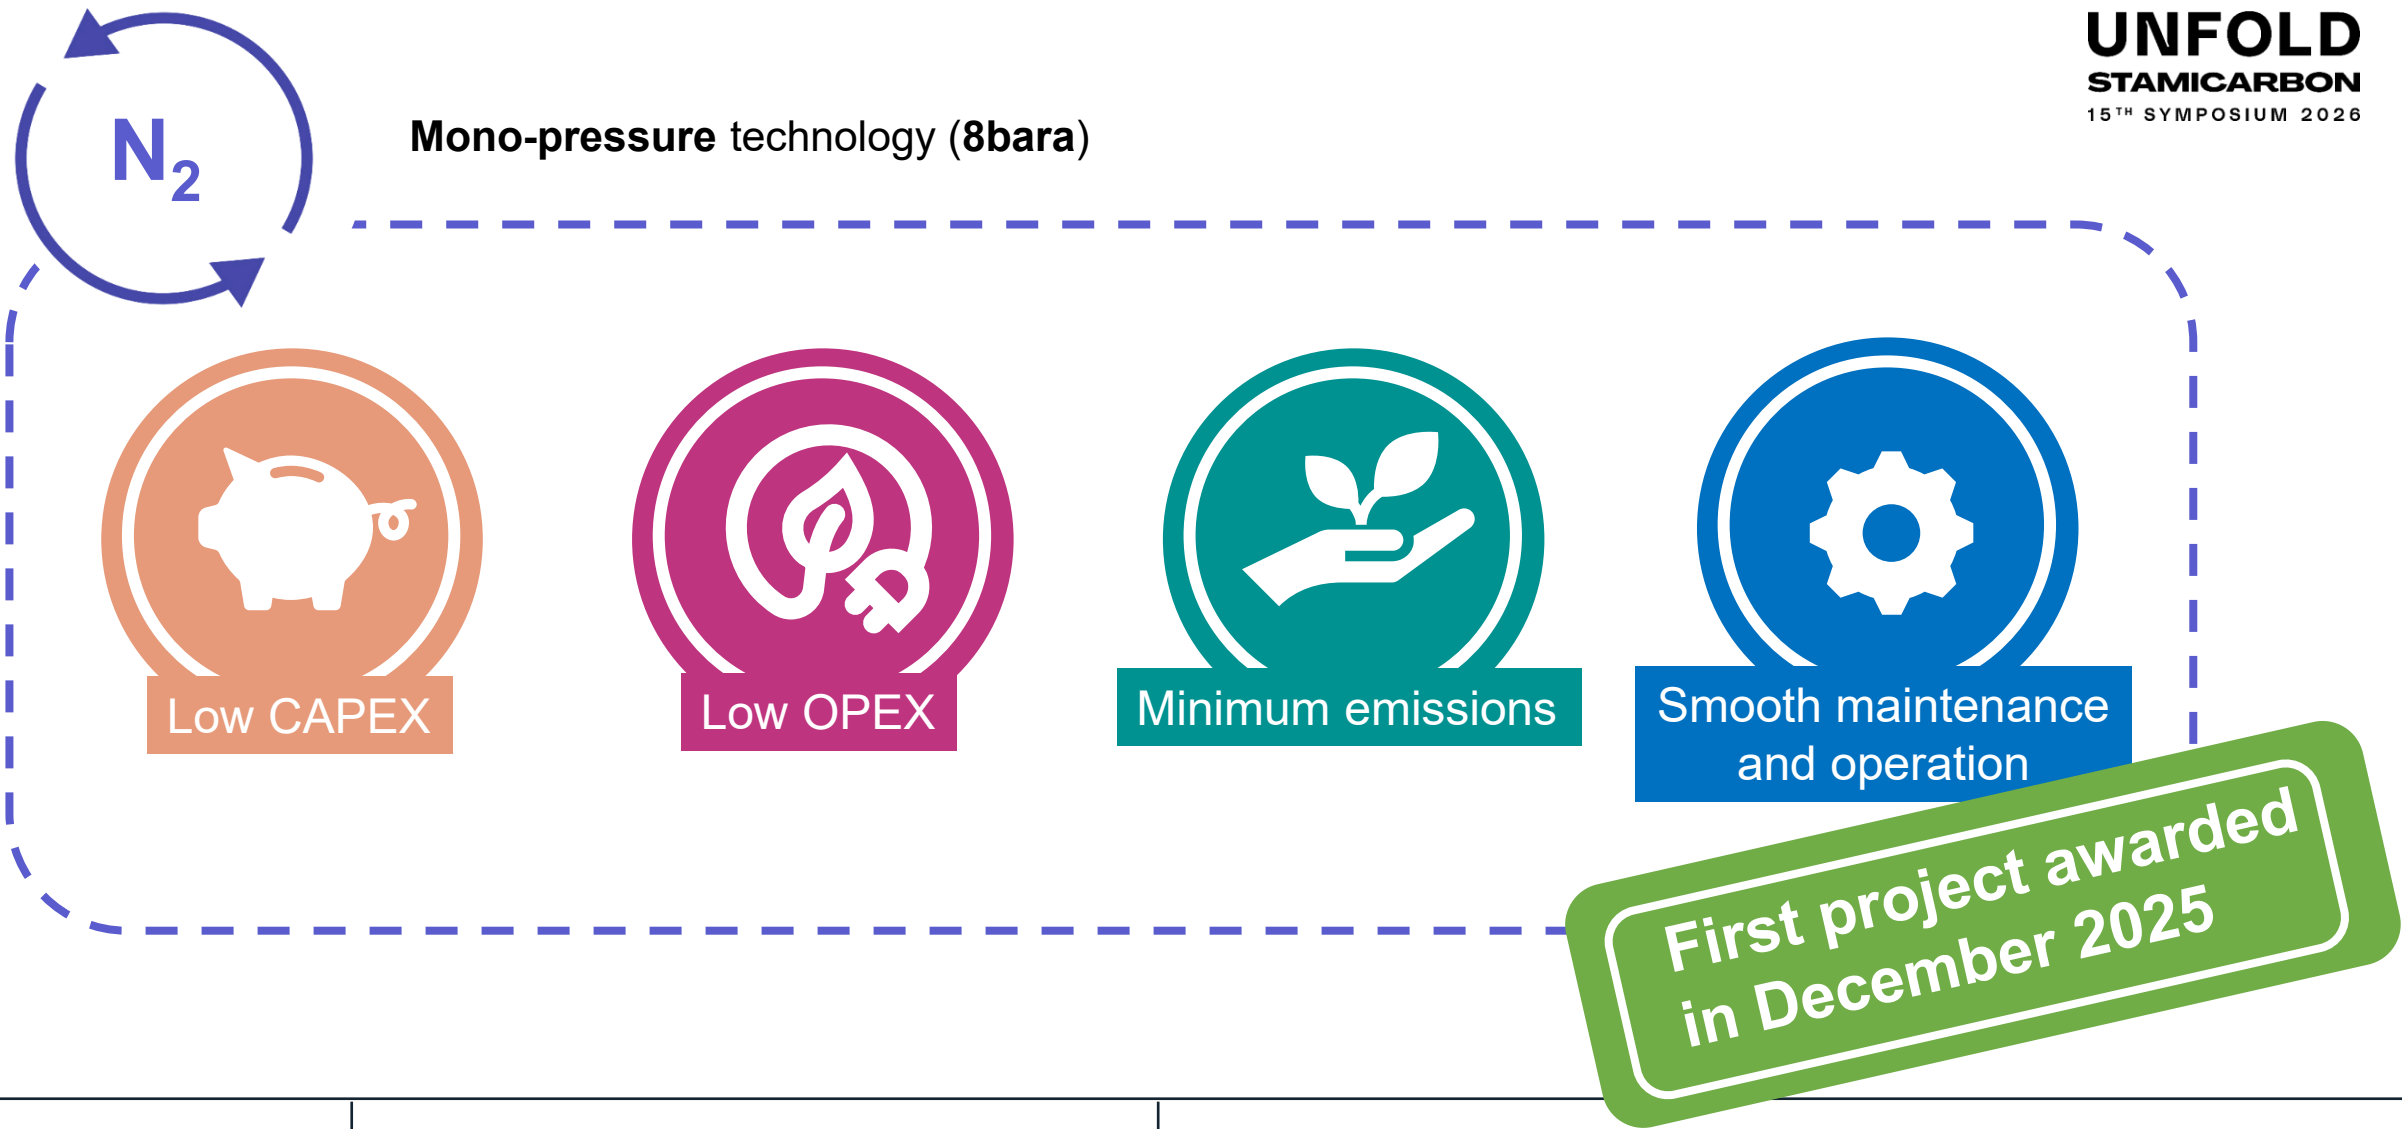 UNFOLD
STAMICARBON
15TH SYMPOSIUM 2026
N2
Mono-pressure technology (8bara)
Low CAPEX
Low OPEX
Minimum emissions
Smooth maintenance
and operation
First project awarded
in December 2025